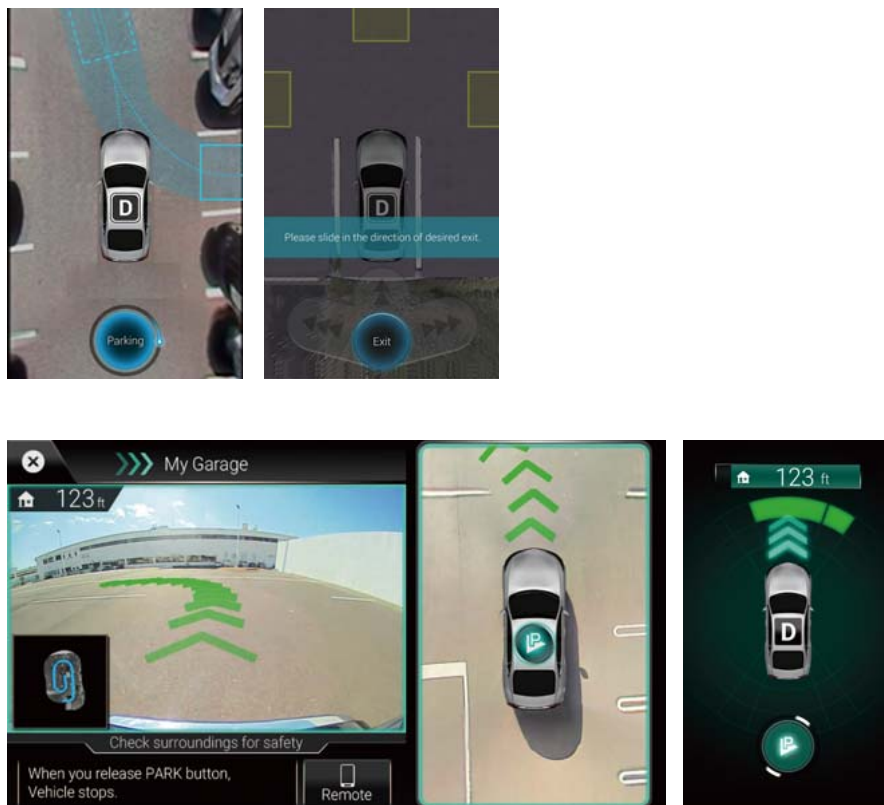 D
Parking
D
Please slide in the direction of desired exit.
Exit
My Garage
123 ft
Check surroundings for safety
When you release PARK button,
Vehicle stops.
Remote
P
123 ft
D
P